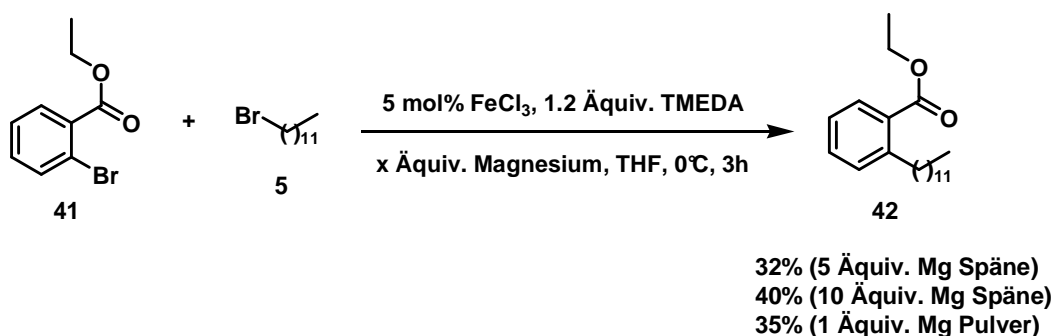 O
O
Br
41
+
Br
( )11
5
5 mol% FeCl3, 1.2 Äquiv. TMEDA
x Äquiv. Magnesium, THF, 0°C, 3h
O
O
( )11
42
32% (5 Äquiv. Mg Späne)
40% (10 Äquiv. Mg Späne)
35% (1 Äquiv. Mg Pulver)